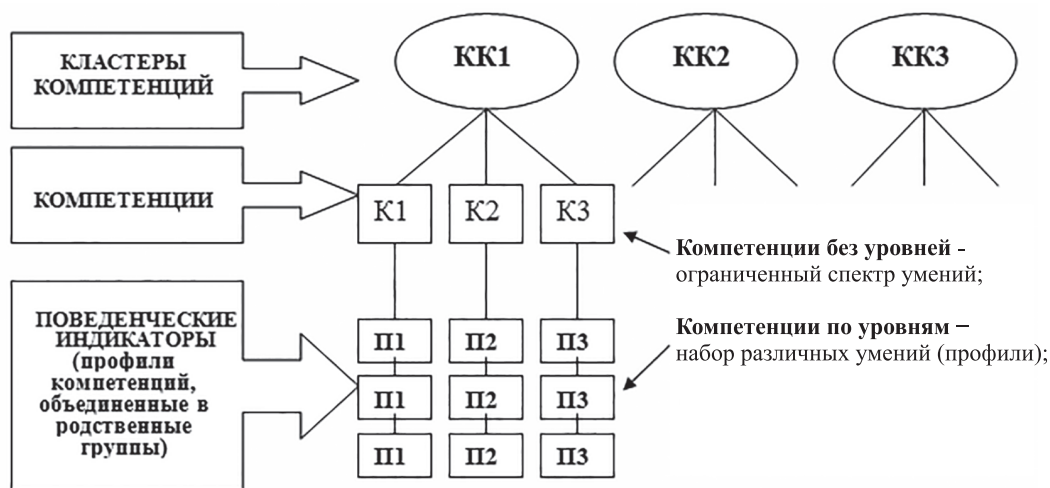 КЛАСТЕРЫ
КОМПЕТЕНЦИЙ
КК1
КК2
КК3
КОМПЕТЕНЦИИ
К1
К2
К3
Компетенции без уровней -
ограниченный спектр умений;
ПОВЕДЕНЧЕСКИЕ
ИНДИКАТОРЫ
(профили
компетенций,
объединенные в
родственные
группы)
Компетенции по уровням –
набор различных умений (профили);
П1
П2
П3
П1
П2
П3
П1
П2
П3